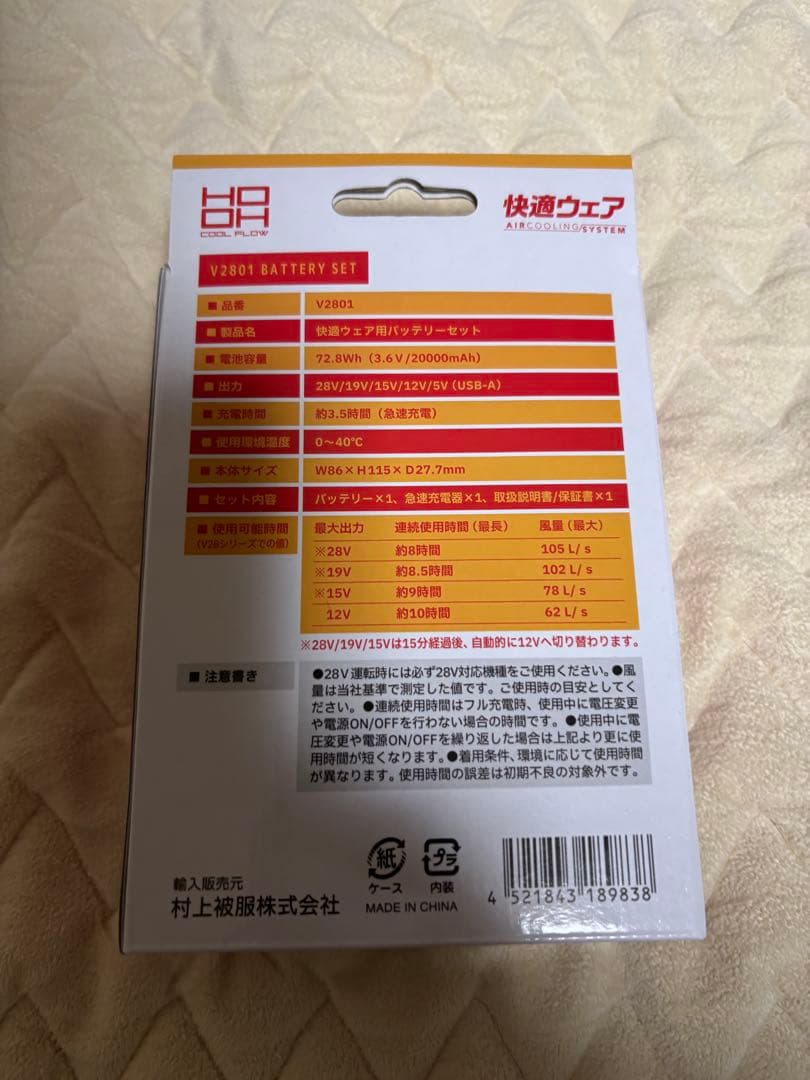 HO
OH
COOL FLOW
快適ウェア
AIRCOOLING/SYSTEM
V2801 BATTERY SET
■ 品番 V2801
■ 製品名 快適ウェア用バッテリーセット
■ 電池容量 72.8Wh（3.6V/20000mAh）
■ 出力 28V/19V/15V/12V/5V（USB-A）
■ 充電時間 約3.5時間（急速充電）
■ 使用環境温度 0～40℃
■ 本体サイズ W86×H115×D27.7mm
■ セット内容 バッテリー×1、急速充電器×1、取扱説明書/保証書×1
■ 使用可能時間 最大出力 連続使用時間（最長） 風量（最大）
（V28シリーズでの値）
※28V 約8時間 105 L/s
※19V 約8.5時間 102 L/s
※15V 約9時間 78 L/s
12V 約10時間 62 L/s
※28V/19V/15Vは15分経過後、自動的に12Vへ切り替わります。
■ 注意書き
●28V運転時には必ず28V対応機種をご使用ください。●風
量は当社基準で測定した値です。ご使用時の目安としてく
ださい。●連続使用時間はフル充電時、使用中に電圧変更
や電源ON/OFFを行わない場合の時間です。●使用中に電
圧変更や電源ON/OFFを繰り返した場合は上記より更に使
用時間が短くなります。●着用条件、環境に応じて使用時間
が異なります。使用時間の誤差は初期不良の対象外です。
輸入販売元
村上被服株式会社
紙
ケース
プラ
内装
MADE IN CHINA
4 521843 189838